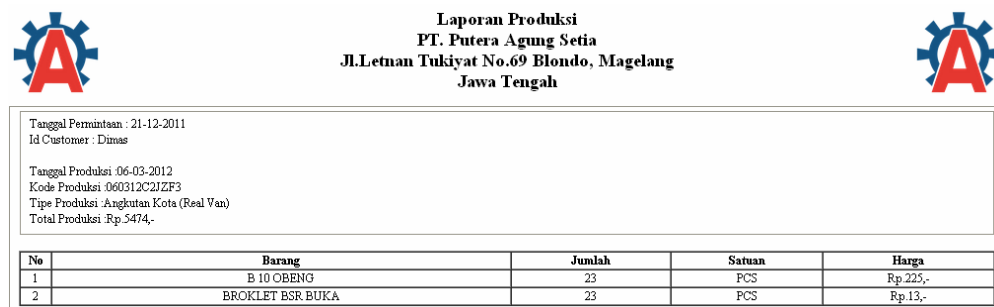 Laporan Produksi
PT. Putera Agung Setia
Jl.Letnan Tukiyat No.69 Blondo, Magelang
Jawa Tengah
Tanggal Permintaan : 21-12-2011
Id Customer : Dimas
Tanggal Produksi :06-03-2012
Kode Produksi :060312C2JZF3
Tipe Produksi :Angkutan Kota (Real Van)
Total Produksi :Rp.5474,-
No Barang Jumlah Satuan Harga
1 B 10 OBENG 23 PCS Rp.225,-
2 BROKLET BSR BUKA 23 PCS Rp.13,-